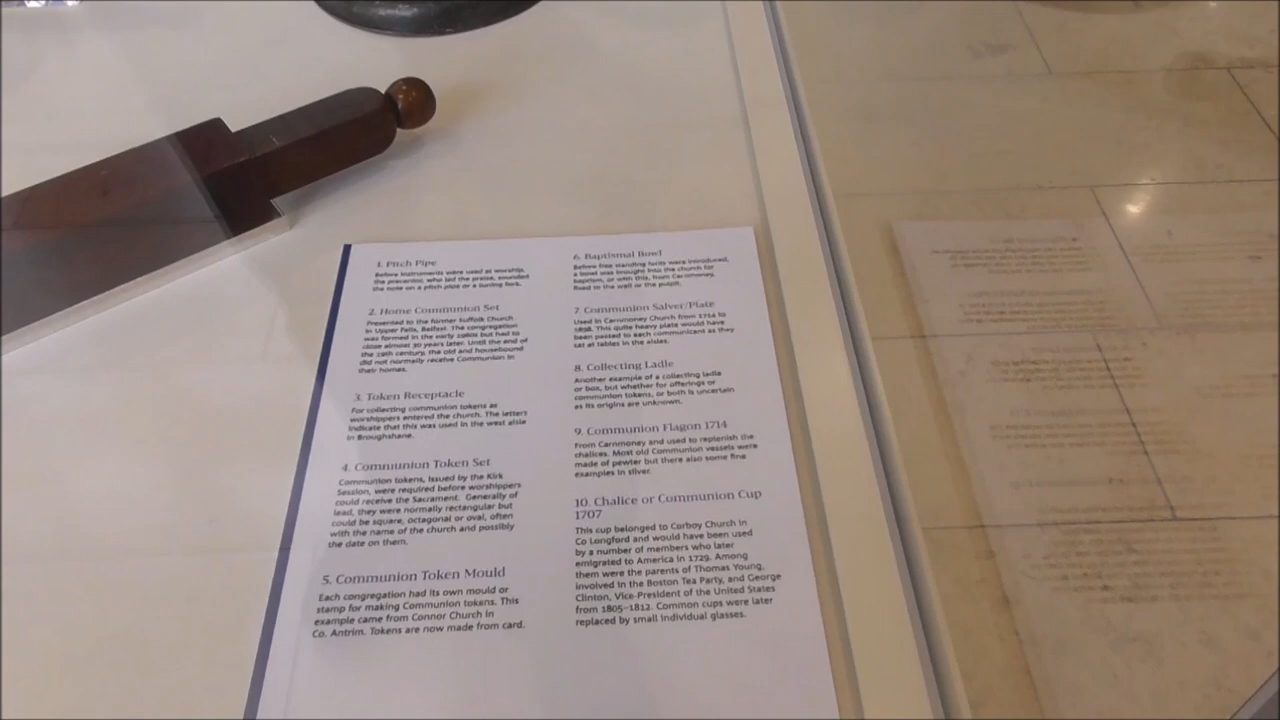 1. Pitch Pipe
Before instruments were used at worship,
the precentor, who led the praise, sounded
the note on a pitch pipe or a tuning fork.
2. Home Communion Set
Presented to the former Suffolk Church
in Upper Falls, Belfast. The congregation
was formed in the early 1980s but had to
close almost 30 years later. Until the end of
the 19th century, the old and housebound
did not normally receive Communion in
their homes.
3. Token Receptacle
For collecting communion tokens as
worshippers entered the church. The letters
indicate that this was used in the west aisle
in Broughshane.
4. Communion Token Set
Communion tokens, issued by the Kirk
Session, were required before worshippers
could receive the Sacrament. Generally of
lead, they were normally rectangular but
could be square, octagonal or oval, often
with the name of the church and possibly
the date on them.
5. Communion Token Mould
Each congregation had its own mould or
stamp for making Communion tokens. This
example came from Connor Church in
Co. Antrim. Tokens are now made from card.
6. Baptismal Bowl
Before free standing fonts were introduced,
a bowl was brought into the church for
baptism, or with this, from Carnmoney,
fixed to the wall or the pulpit.
7. Communion Salver/Plate
Used in Carnmoney Church from 1714 to
1898. This quite heavy plate would have
been passed to each communicant as they
sat at tables in the aisles.
8. Collecting Ladle
Another example of a collecting ladle
or box, but whether for offerings or
communion tokens, or both is uncertain
as its origins are unknown.
9. Communion Flagon 1714
From Carnmoney and used to replenish the
chalices. Most old Communion vessels were
made of pewter but there also some fine
examples in silver.
10. Chalice or Communion Cup
1707
This cup belonged to Corboy Church in
Co Longford and would have been used
by a number of members who later
emigrated to America in 1729. Among
them were the parents of Thomas Young,
involved in the Boston Tea Party, and George
Clinton, Vice-President of the United States
from 1805–1812. Common cups were later
replaced by small individual glasses.